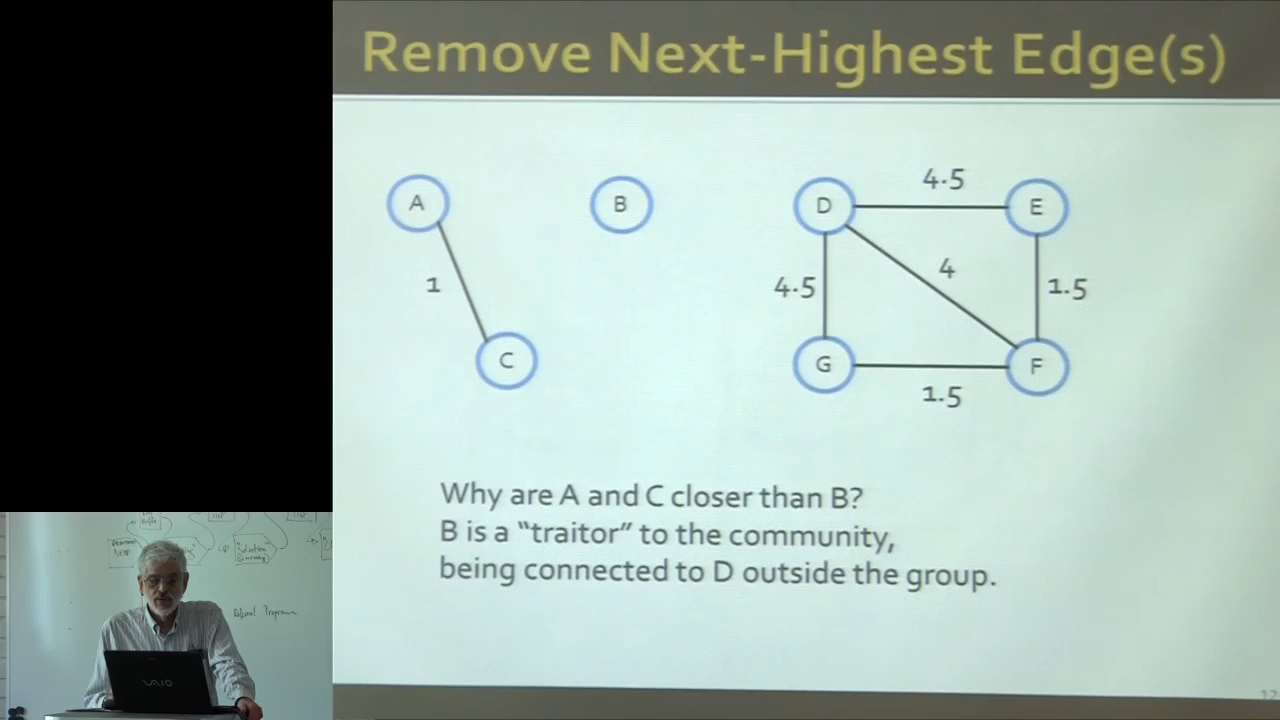 Remove Next-Highest Edge(s)
A
B
D
4.5
E
1
4.5
4
1.5
C
G
F
1.5
Why are A and C closer than B?
B is a "traitor" to the community,
being connected to D outside the group.
12
VAIO